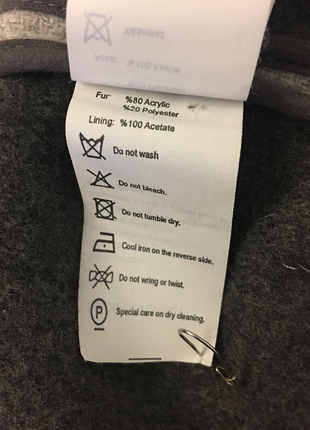 Fur: %80 Acrylic
%20 Polyester
Lining: %100 Acetate
Do not wash
Do not bleach.
Do not tumble dry.
Cool iron on the reverse side.
Do not wring or twist.
P Special care on dry cleaning.